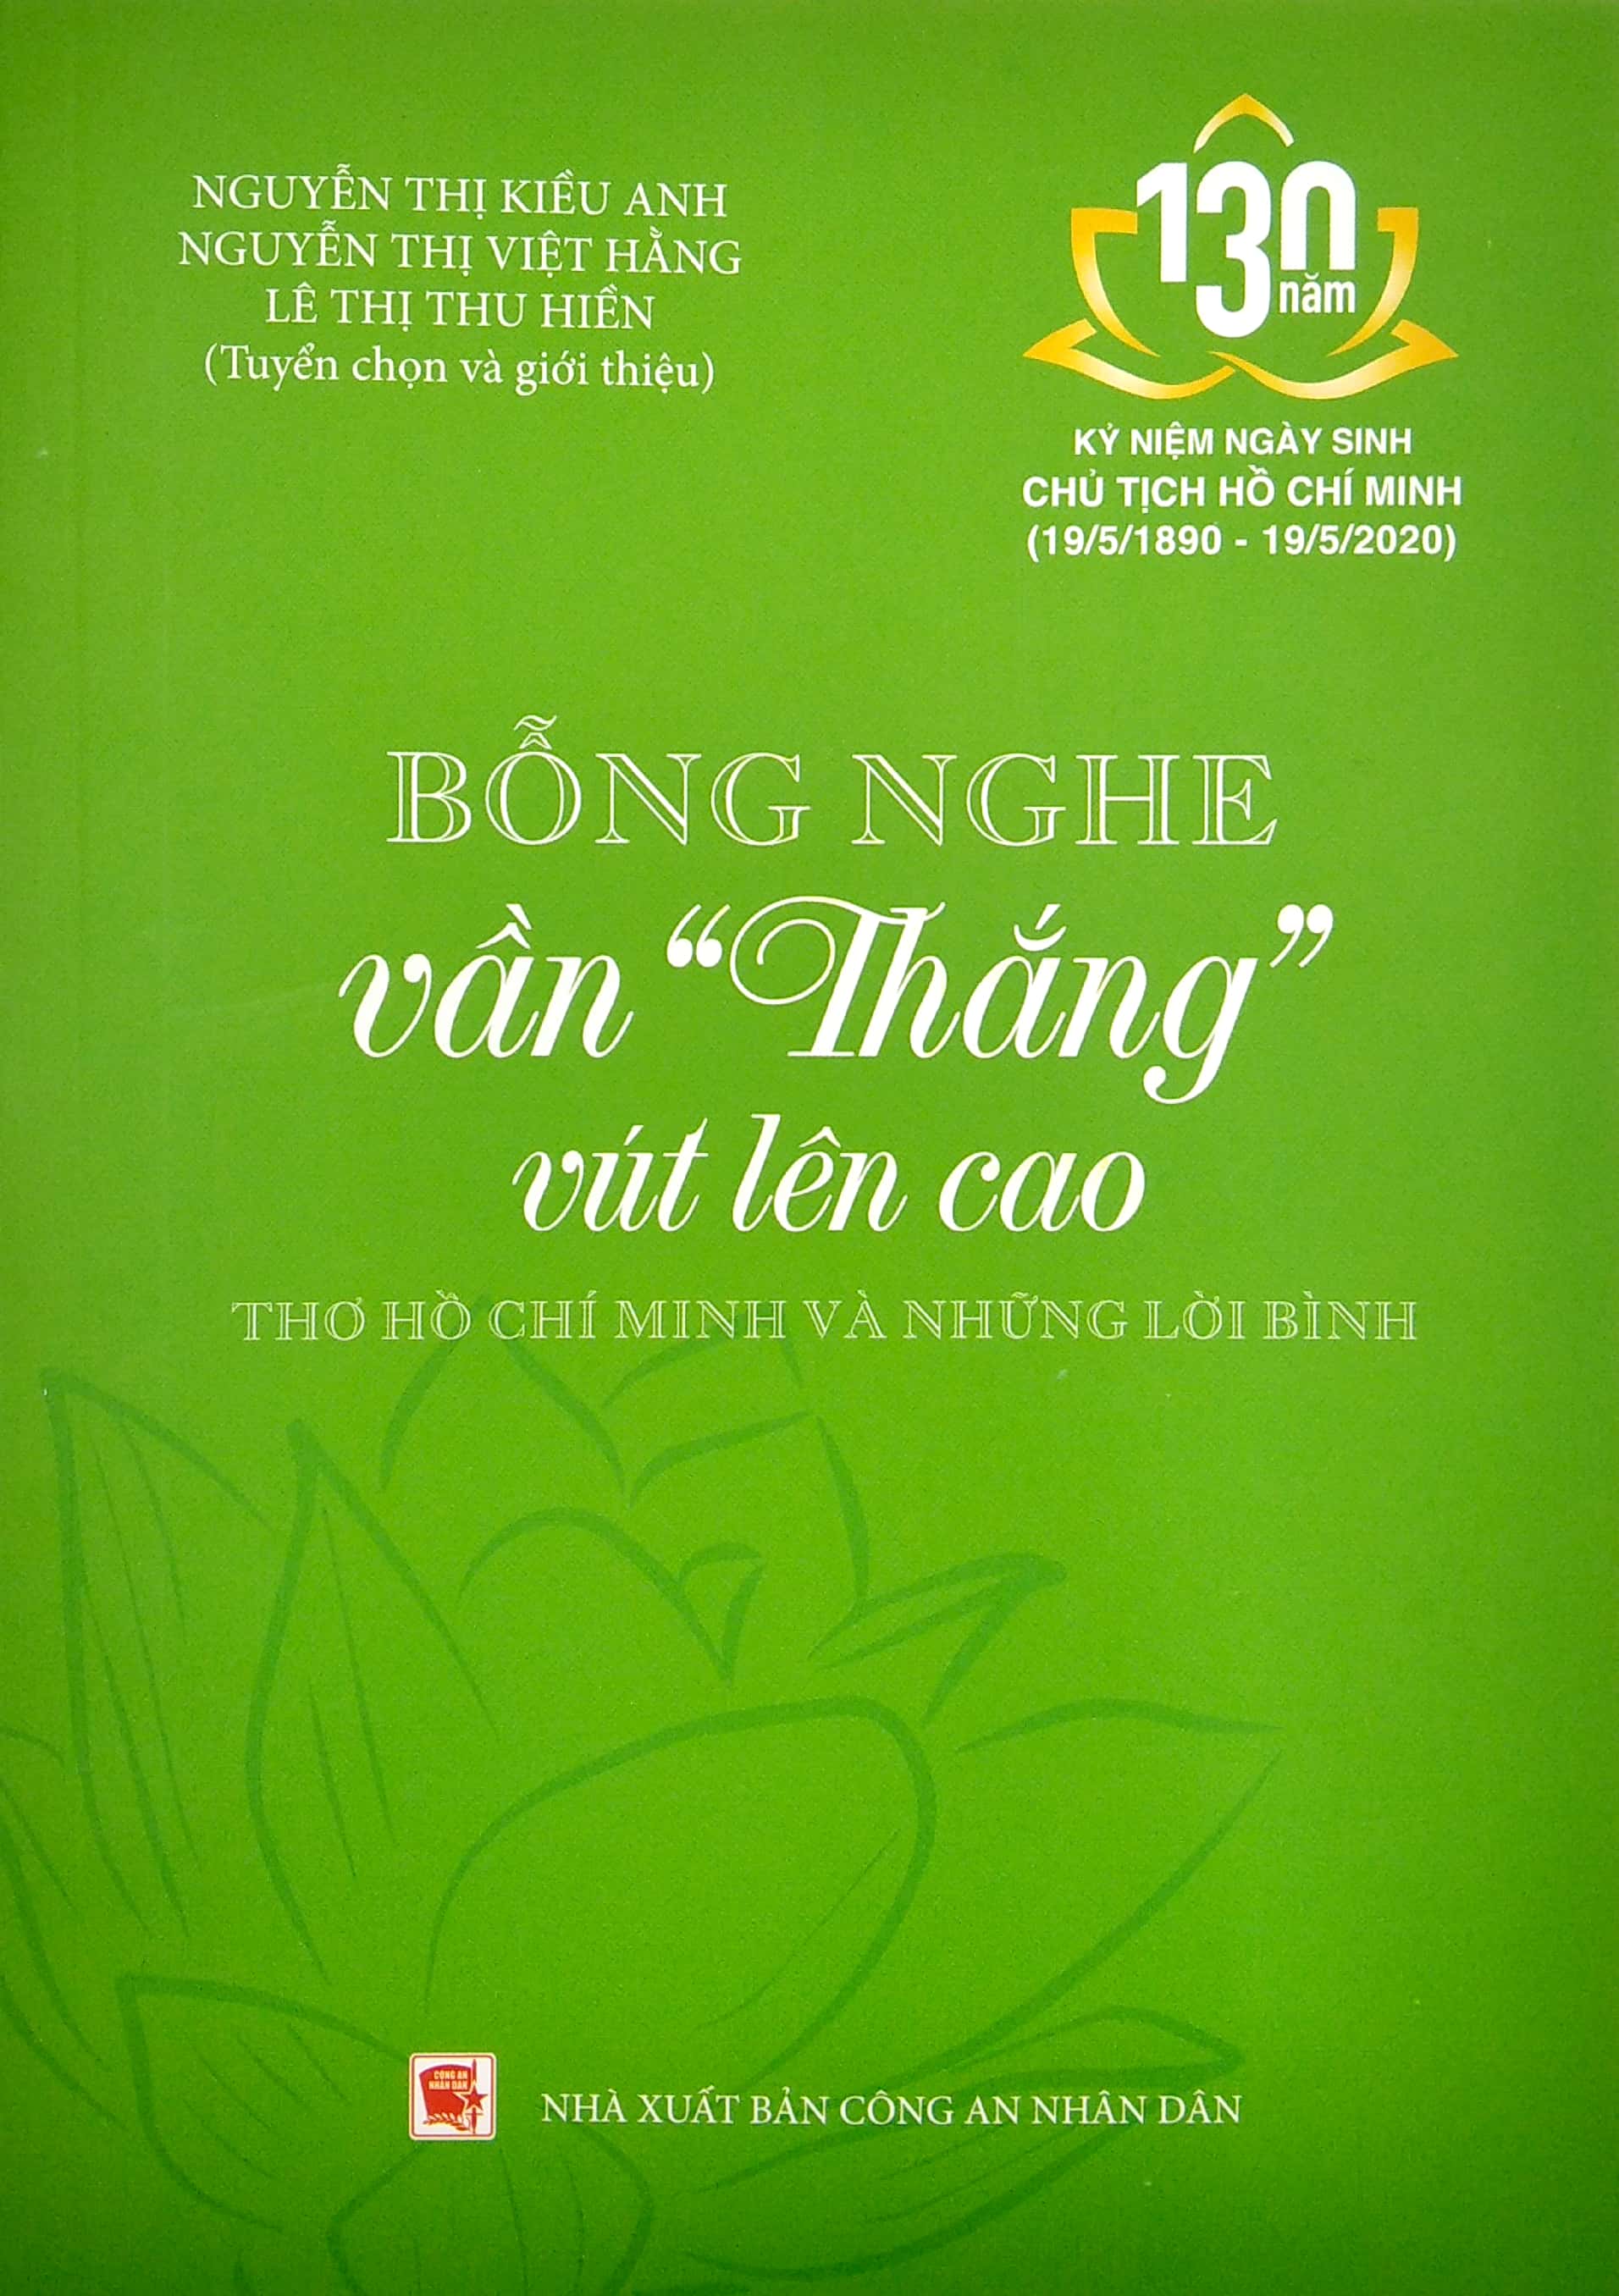 NGUYỄN THỊ KIỀU ANH
NGUYỄN THỊ VIỆT HẰNG
LÊ THỊ THU HIỀN
(Tuyển chọn và giới thiệu)
130
năm
KỶ NIỆM NGÀY SINH
CHỦ TỊCH HỒ CHÍ MINH
(19/5/1890 - 19/5/2020)
BỖNG NGHE
vần “Thắng”
vút lên cao
THƠ HỒ CHÍ MINH VÀ NHỮNG LỜI BÌNH
CÔNG AN
NHÂN DÂN
NHÀ XUẤT BẢN CÔNG AN NHÂN DÂN